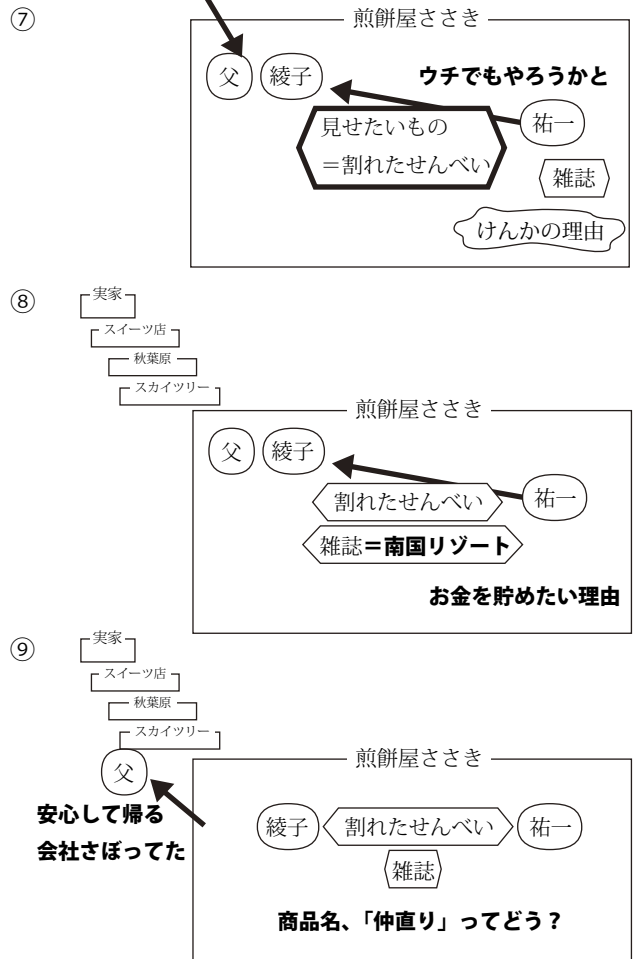 ⑦
煎餅屋ささき
父 綾子
ウチでもやろうかと
見せたいもの
＝割れたせんべい
祐一
雑誌
けんかの理由
⑧
実家
スイーツ店
秋葉原
スカイツリー
煎餅屋ささき
父 綾子
割れたせんべい
祐一
雑誌＝南国リゾート
お金を貯めたい理由
⑨
実家
スイーツ店
秋葉原
スカイツリー
父
安心して帰る
会社さぼってた
煎餅屋ささき
綾子 割れたせんべい 祐一
雑誌
商品名、「仲直り」ってどう？